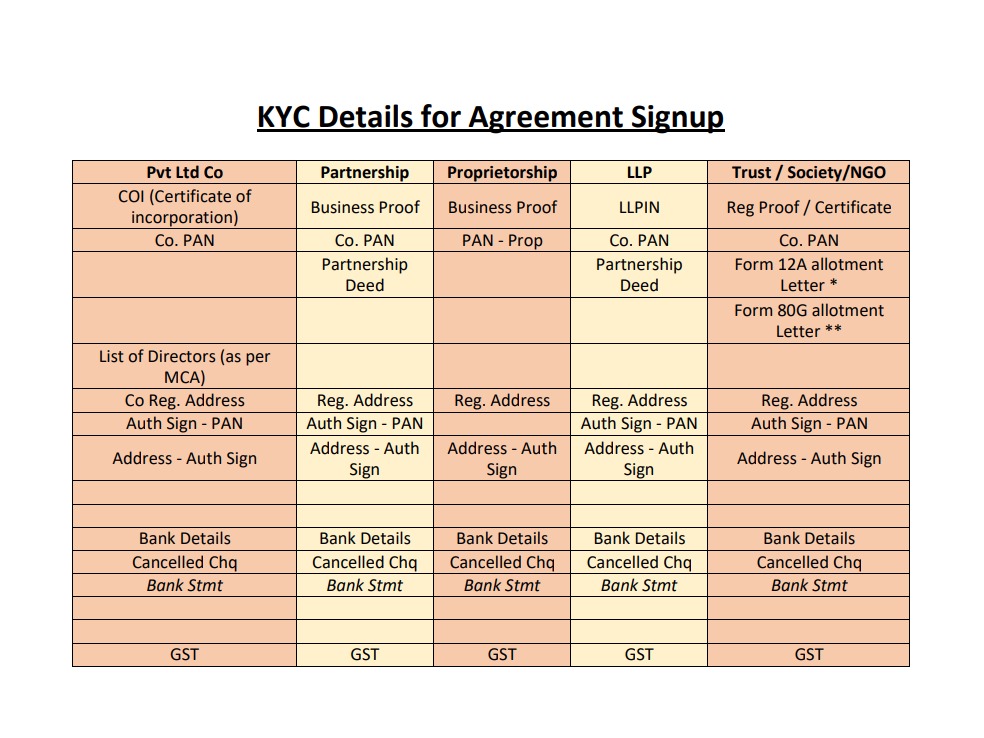 KYC Details for Agreement Signup
Pvt Ltd Co Partnership Proprietorship LLP Trust / Society/NGO
COI (Certificate of incorporation) Business Proof Business Proof LLPIN Reg Proof / Certificate
Co. PAN Co. PAN PAN - Prop Co. PAN Co. PAN
Partnership Deed Partnership Deed Form 12A allotment Letter *
Form 80G allotment Letter **
List of Directors (as per MCA)
Co Reg. Address Reg. Address Reg. Address Reg. Address Reg. Address
Auth Sign - PAN Auth Sign - PAN Auth Sign - PAN Auth Sign - PAN
Address - Auth Sign Address - Auth Sign Address - Auth Sign Address - Auth Sign Address - Auth Sign
Bank Details Bank Details Bank Details Bank Details Bank Details
Cancelled Chq Cancelled Chq Cancelled Chq Cancelled Chq Cancelled Chq
Bank Stmt Bank Stmt Bank Stmt Bank Stmt Bank Stmt
GST GST GST GST GST